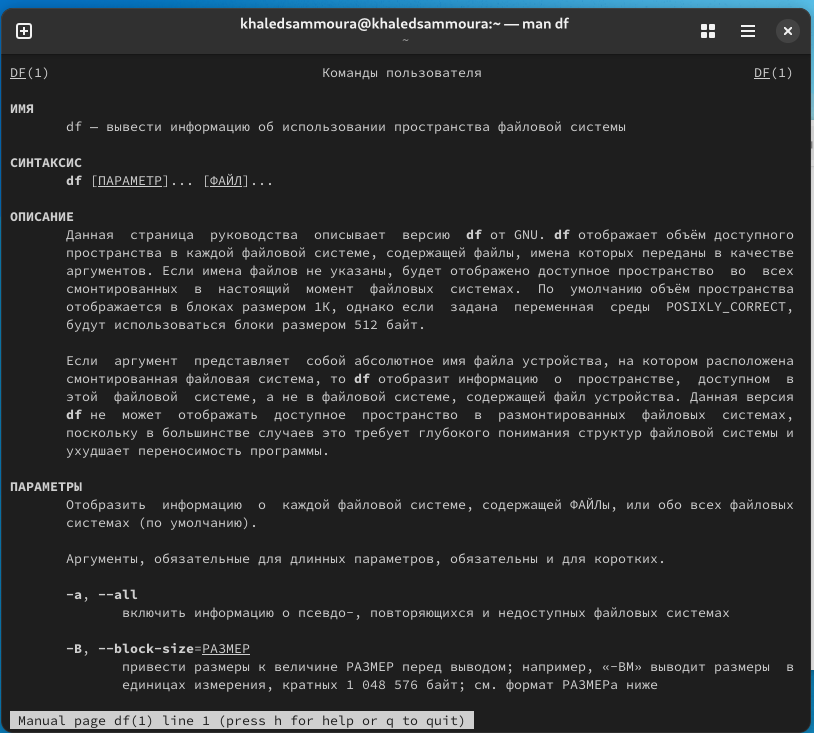 khaledsammoura@khaledsammoura:~ — man df
~
DF(1) Команды пользователя DF(1)
ИМЯ
df — вывести информацию об использовании пространства файловой системы
СИНТАКСИС
df [ПАРАМЕТР]... [ФАЙЛ]...
ОПИСАНИЕ
Данная страница руководства описывает версию df от GNU. df отображает объём доступного
пространства в каждой файловой системе, содержащей файлы, имена которых переданы в качестве
аргументов. Если имена файлов не указаны, будет отображено доступное пространство во всех
смонтированных в настоящий момент файловых системах. По умолчанию объём пространства
отображается в блоках размером 1K, однако если задана переменная среды POSIXLY_CORRECT,
будут использоваться блоки размером 512 байт.
Если аргумент представляет собой абсолютное имя файла устройства, на котором расположена
смонтированная файловая система, то df отобразит информацию о пространстве, доступном в
этой файловой системе, а не в файловой системе, содержащей файл устройства. Данная версия
df не может отображать доступное пространство в размонтированных файловых системах,
поскольку в большинстве случаев это требует глубокого понимания структур файловой системы и
ухудшает переносимость программы.
ПАРАМЕТРЫ
Отобразить информацию о каждой файловой системе, содержащей ФАЙЛы, или обо всех файловых
системах (по умолчанию).
Аргументы, обязательные для длинных параметров, обязательны и для коротких.
-a, --all
включить информацию о псевдо-, повторяющихся и недоступных файловых системах
-B, --block-size=РАЗМЕР
привести размеры к величине РАЗМЕР перед выводом; например, «-BM» выводит размеры в
единицах измерения, кратных 1 048 576 байт; см. формат РАЗМЕРа ниже
Manual page df(1) line 1 (press h for help or q to quit)